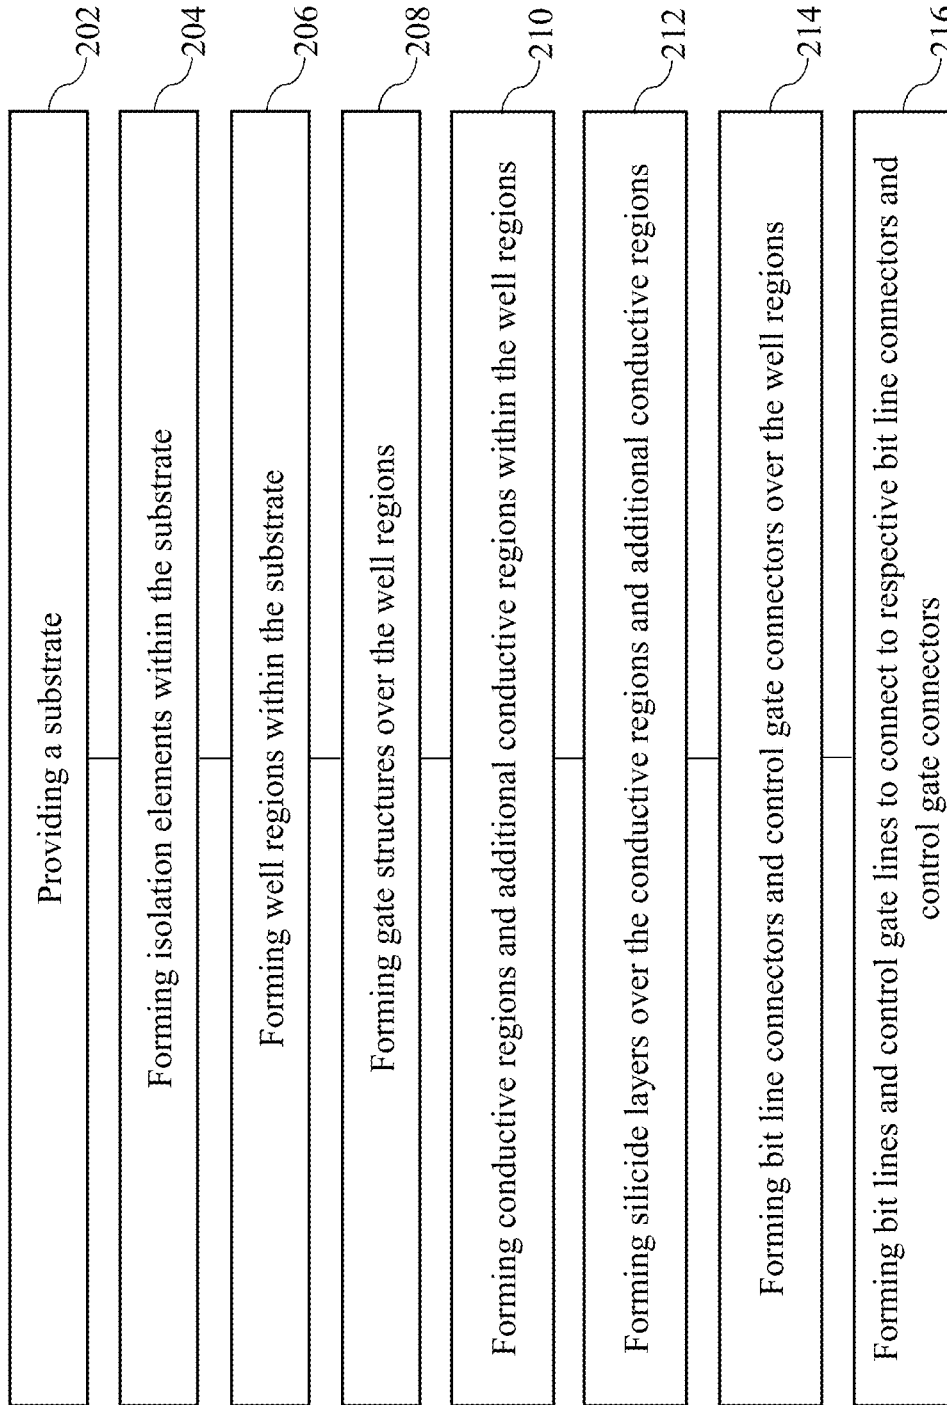 Providing a substrate
202
Forming isolation elements within the substrate
204
Forming well regions within the substrate
206
Forming gate structures over the well regions
208
Forming conductive regions and additional conductive regions within the well regions
210
Forming silicide layers over the conductive regions and additional conductive regions
212
Forming bit line connectors and control gate connectors over the well regions
214
Forming bit lines and control gate lines to connect to respective bit line connectors and
control gate connectors
216